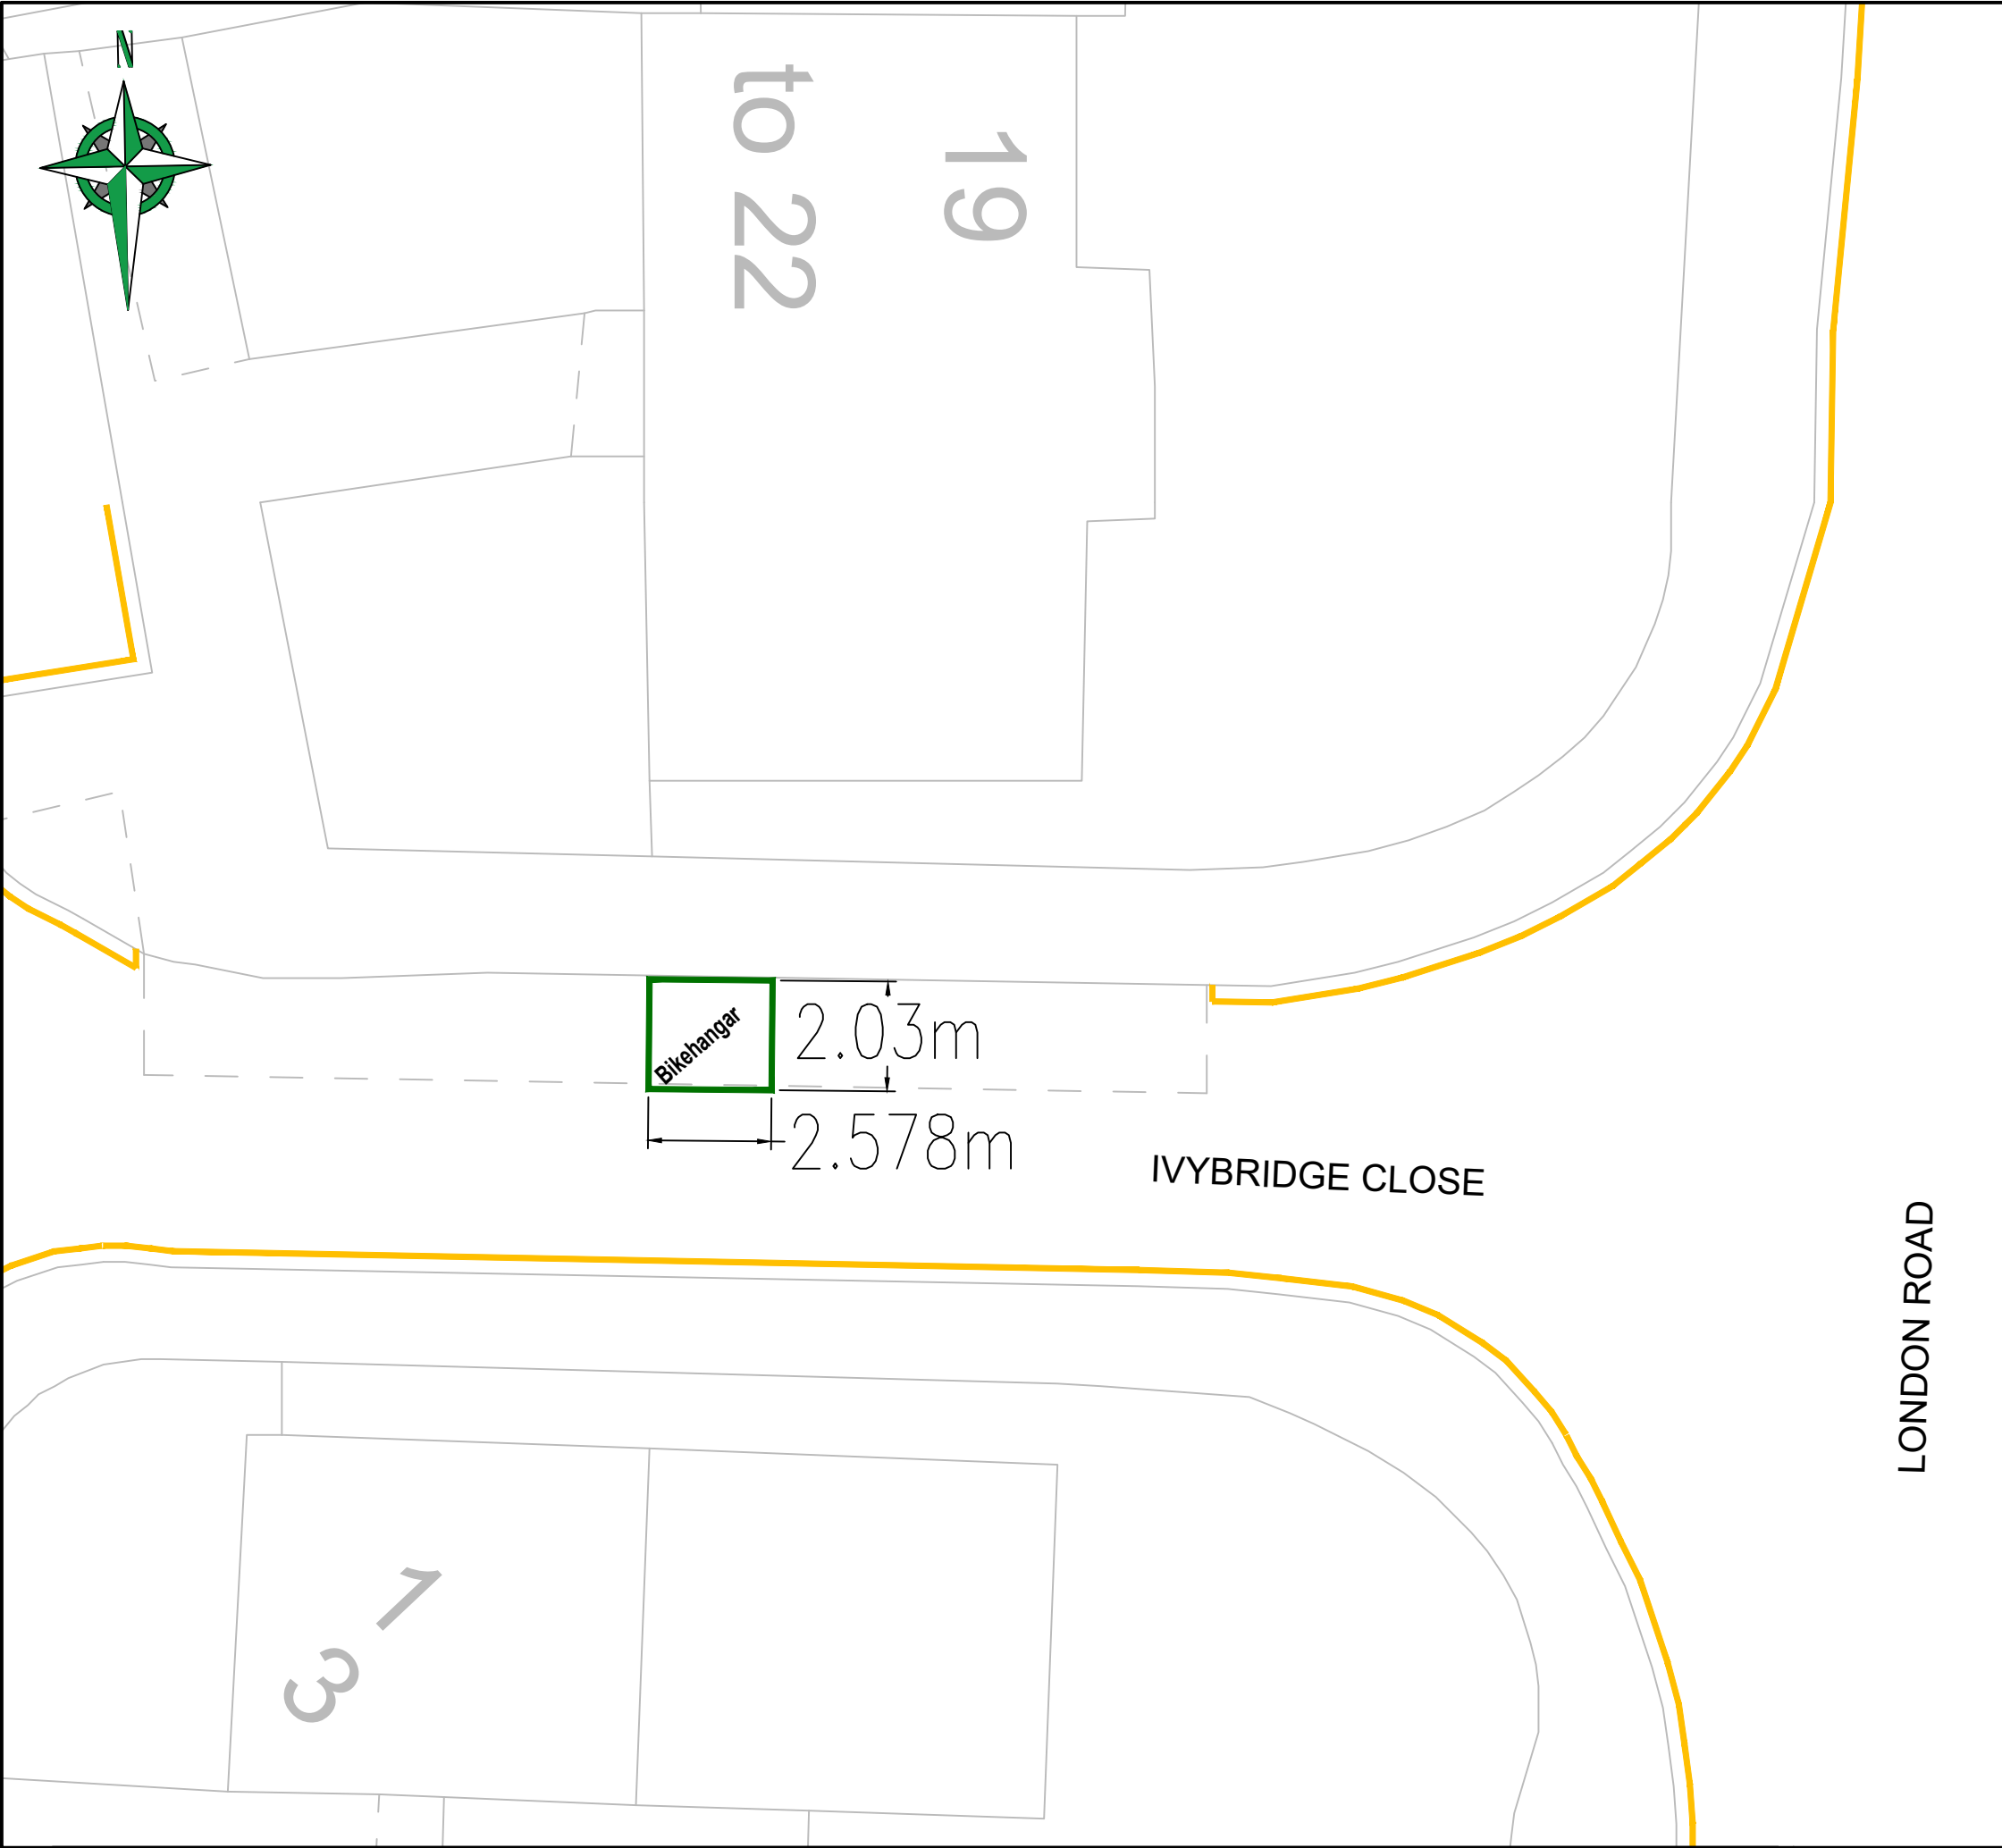 N
19
to 22
Bikehangar
2.03m
2.578m
IVYBRIDGE CLOSE
LONDON ROAD
1
3